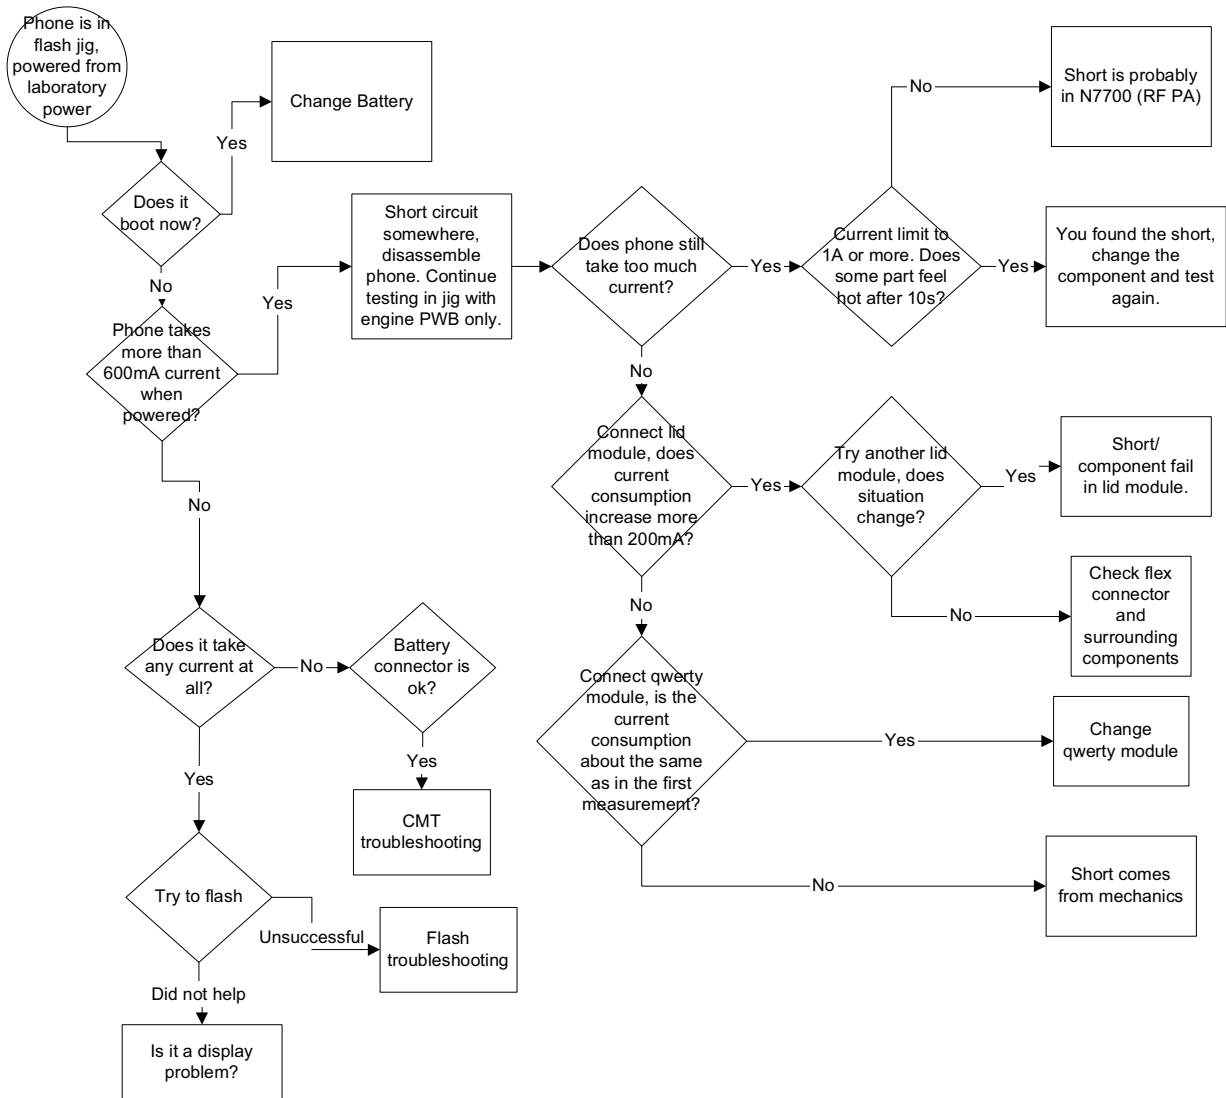 Phone is in
flash jig,
powered from
laboratory
power
Change Battery
Yes
Does it
boot now?
No
Phone takes
more than
600mA current
when
powered?
Yes
Short circuit
somewhere,
disassemble
phone. Continue
testing in jig with
engine PWB only.
Does phone still
take too much
current?
Yes
Current limit to
1A or more. Does
some part feel
hot after 10s?
No
Short is probably
in N7700 (RF PA)
Yes
You found the short,
change the
component and test
again.
No
Connect lid
module, does
current
consumption
increase more
than 200mA?
Yes
Try another lid
module, does
situation
change?
Yes
Short/
component fail
in lid module.
No
Check flex
connector
and
surrounding
components
No
Connect qwerty
module, is the
current
consumption
about the same
as in the first
measurement?
Yes
Change
qwerty module
No
Short comes
from mechanics
No
Does it take
any current at
all?
No
Battery
connector is
ok?
Yes
CMT
troubleshooting
Yes
Try to flash
Unsuccessful
Flash
troubleshooting
Did not help
Is it a display
problem?